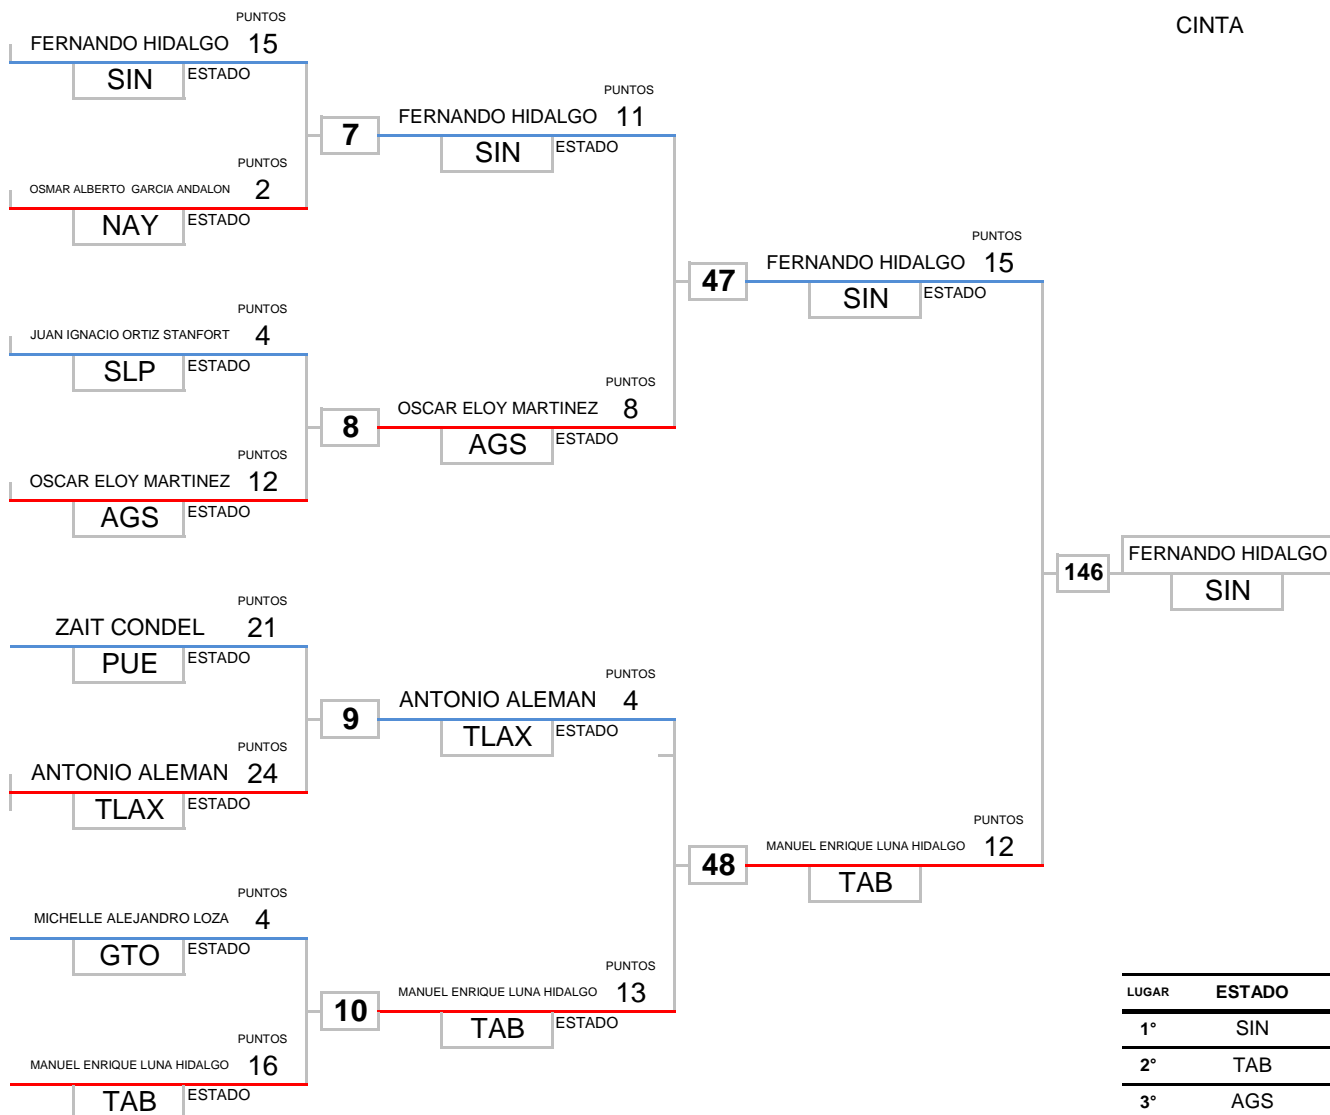 PUNTOS
CINTA
FERNANDO HIDALGO 15
SIN ESTADO
PUNTOS
7 FERNANDO HIDALGO 11
SIN ESTADO
PUNTOS
OSMAR ALBERTO GARCIA ANDALON 2
NAY ESTADO
PUNTOS
47 FERNANDO HIDALGO 15
SIN ESTADO
PUNTOS
JUAN IGNACIO ORTIZ STANFORT 4
SLP ESTADO
PUNTOS
8 OSCAR ELOY MARTINEZ 8
AGS ESTADO
PUNTOS
OSCAR ELOY MARTINEZ 12
AGS ESTADO
146 FERNANDO HIDALGO
SIN
PUNTOS
ZAIT CONDEL 21
PUE ESTADO
PUNTOS
9 ANTONIO ALEMAN 4
TLAX ESTADO
PUNTOS
ANTONIO ALEMAN 24
TLAX ESTADO
PUNTOS
48 MANUEL ENRIQUE LUNA HIDALGO 12
TAB
PUNTOS
MICHELLE ALEJANDRO LOZA 4
GTO ESTADO
PUNTOS
10 MANUEL ENRIQUE LUNA HIDALGO 13
TAB ESTADO
PUNTOS
MANUEL ENRIQUE LUNA HIDALGO 16
TAB ESTADO
LUGAR ESTADO
1° SIN
2° TAB
3° AGS